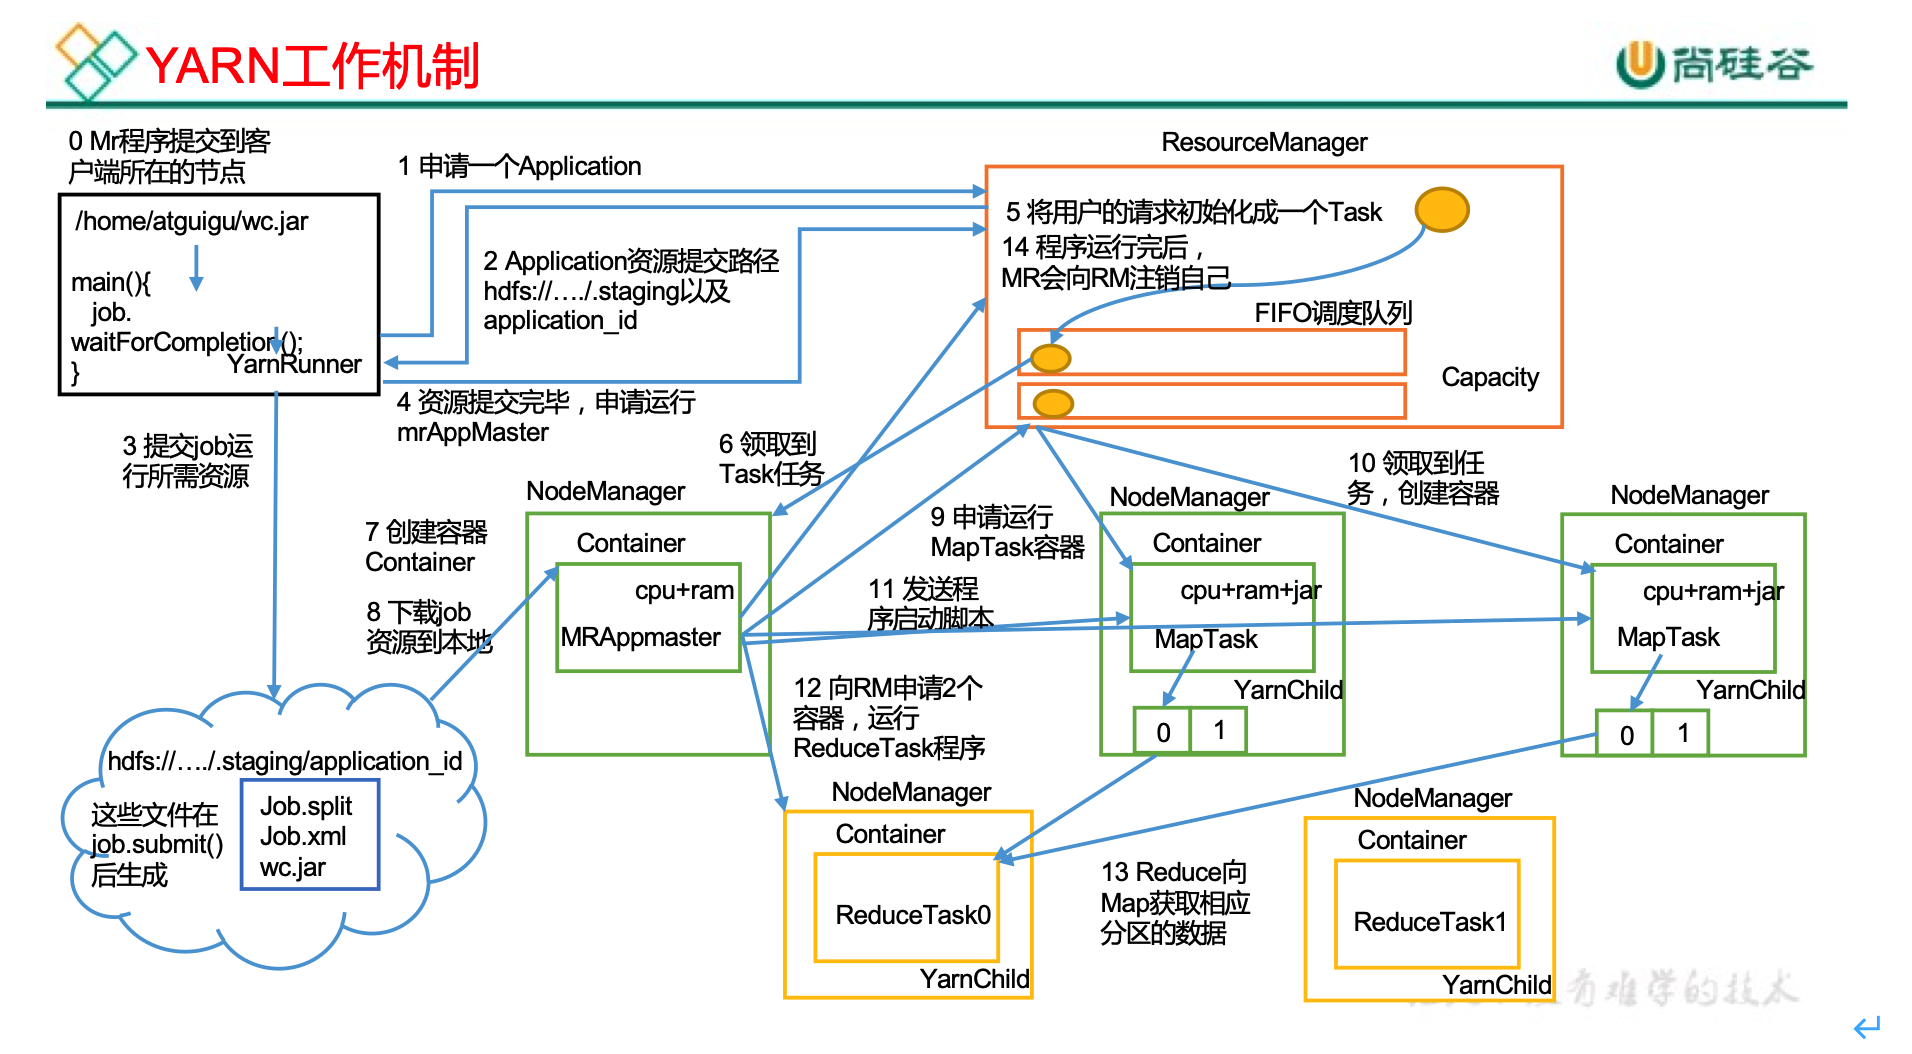 YARN工作机制
尚硅谷
0 Mr程序提交到客
户端所在的节点
/home/atguigu/wc.jar
main(){
job.
waitForCompletion();
}
YarnRunner
1 申请一个Application
2 Application资源提交路径
hdfs://…./.staging以及
application_id
3 提交job运
行所需资源
4 资源提交完毕，申请运行
mrAppMaster
ResourceManager
5 将用户的请求初始化成一个Task
14 程序运行完后，
MR会向RM注销自己
FIFO调度队列
Capacity
6 领取到
Task任务
7 创建容器
Container
8 下载job
资源到本地
NodeManager
Container
cpu+ram
MRAppmaster
9 申请运行
MapTask容器
10 领取到任
务，创建容器
11 发送程
序启动脚本
NodeManager
Container
cpu+ram+jar
MapTask
YarnChild
0
1
NodeManager
Container
cpu+ram+jar
MapTask
YarnChild
0
1
12 向RM申请2个
容器，运行
ReduceTask程序
hdfs://…./.staging/application_id
这些文件在
job.submit()
后生成
Job.split
Job.xml
wc.jar
NodeManager
Container
ReduceTask0
YarnChild
13 Reduce向
Map获取相应
分区的数据
NodeManager
Container
ReduceTask1
YarnChild
有难学的技术